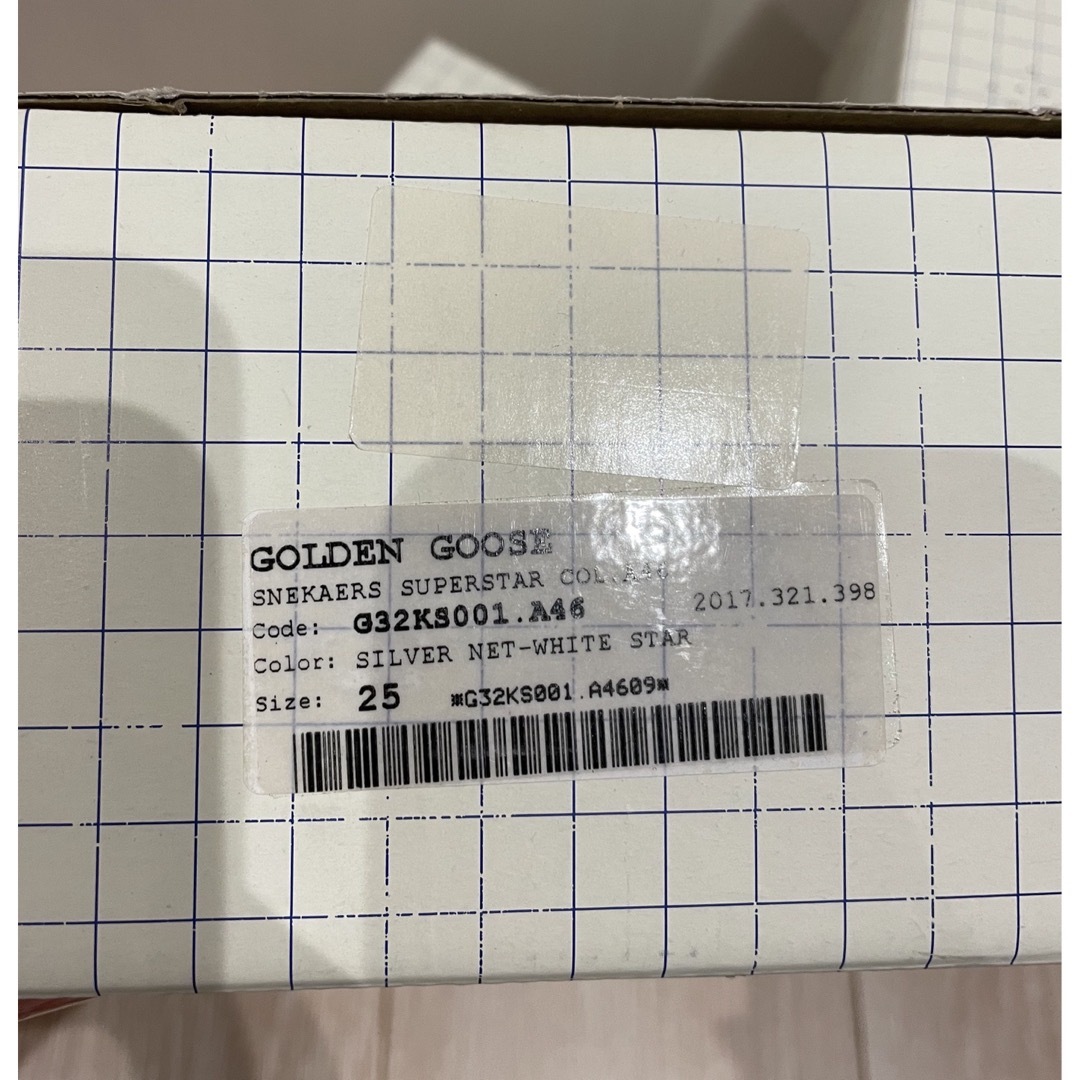 GOLDEN GOOSE
SNEKAERS SUPERSTAR COL.A46
Code: G32KS001.A46 2017.321.398
Color: SILVER NET-WHITE STAR
Size: 25 *G32KS001.A4609*